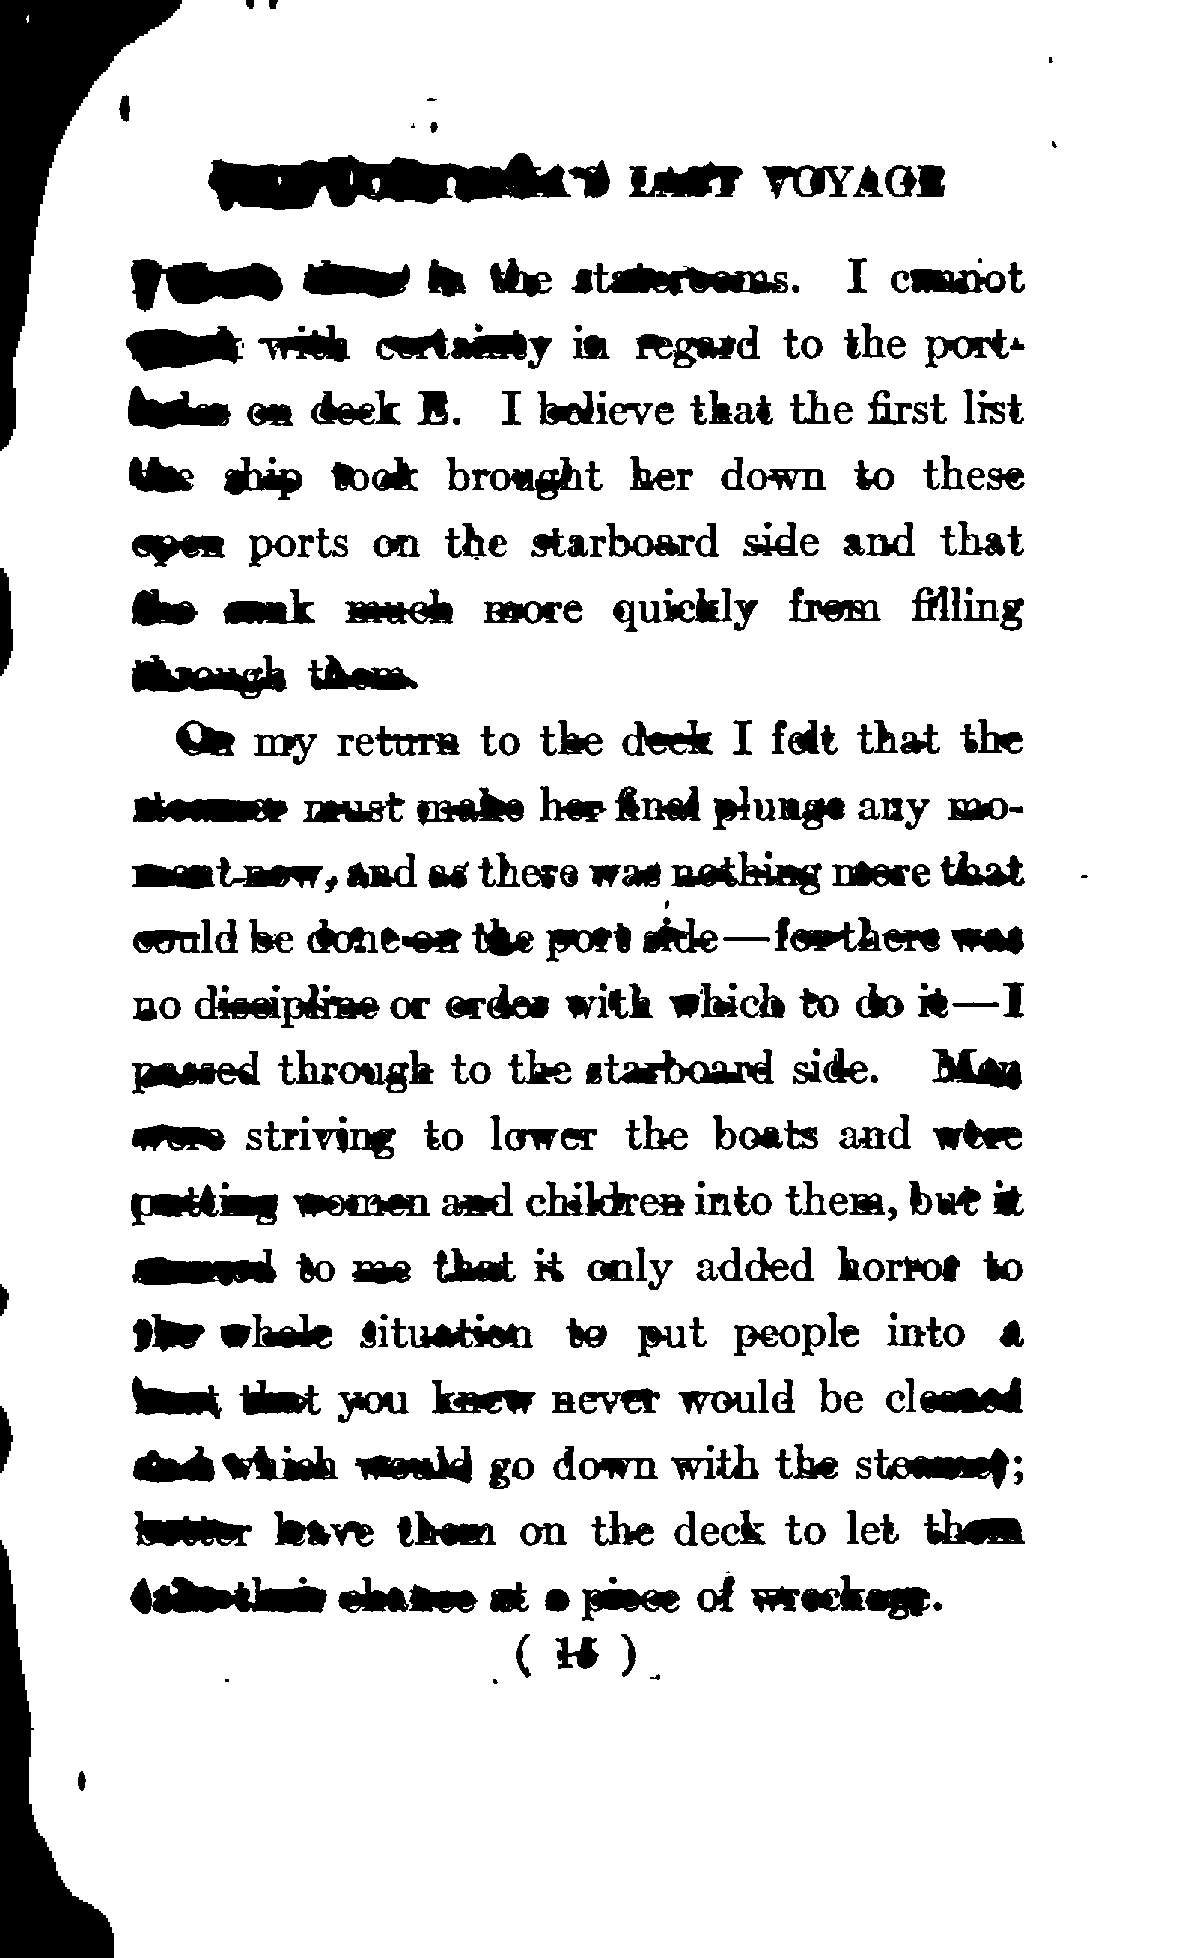 LAST VOYAGE
in the staterooms. I cannot
with certainty in regard to the port-
holes on deck E. I believe that the first list
the ship took brought her down to these
open ports on the starboard side and that
she sank much more quickly from filling
through them.
On my return to the deck I felt that the
steamer must make her final plunge any mo-
ment now, and as there was nothing more that
could be done on the port side—for there was
no discipline or order with which to do it—I
passed through to the starboard side. Men
were striving to lower the boats and were
putting women and children into them, but it
seemed to me that it only added horror to
the whole situation to put people into a
boat that you knew never would be cleared
and which would go down with the steamer;
better leave them on the deck to let them
take their chance at a piece of wreckage.
( 15 )